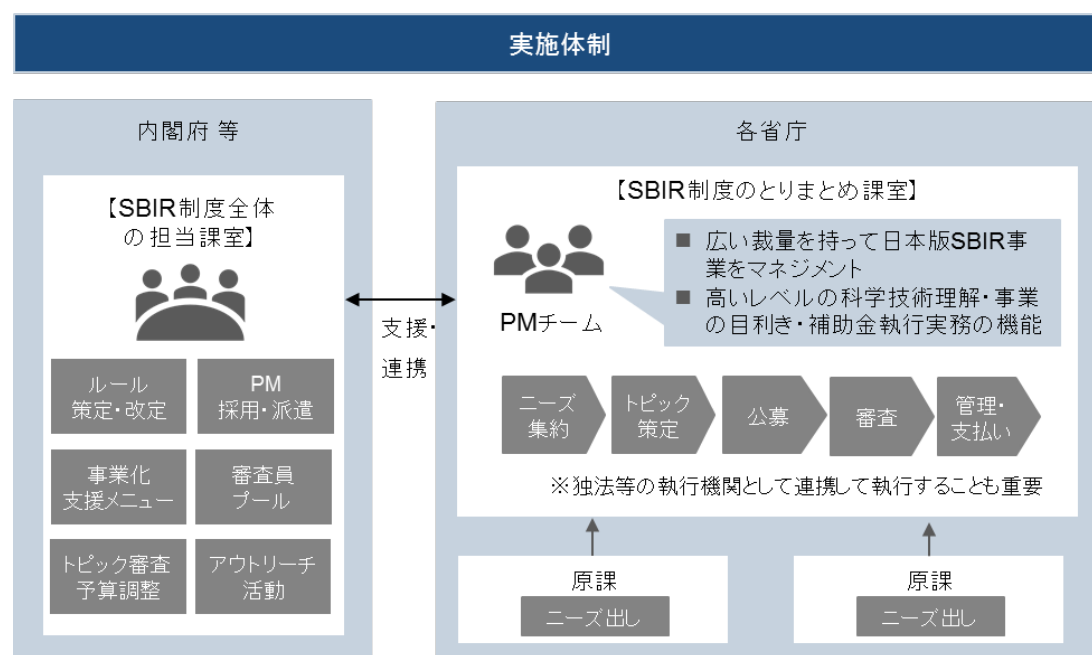 実施体制
内閣府 等
【SBIR制度全体
の担当課室】
ルール
策定・改定
PM
採用・派遣
事業化
支援メニュー
審査員
プール
トピック審査
予算調整
アウトリーチ
活動
支援・
連携
各省庁
【SBIR制度のとりまとめ課室】
PMチーム
■ 広い裁量を持って日本版SBIR事
業をマネジメント
■ 高いレベルの科学技術理解・事業
の目利き・補助金執行実務の機能
ニーズ
集約
トピック
策定
公募
審査
管理・
支払い
※独法等の執行機関として連携して執行することも重要
原課
ニーズ出し
原課
ニーズ出し